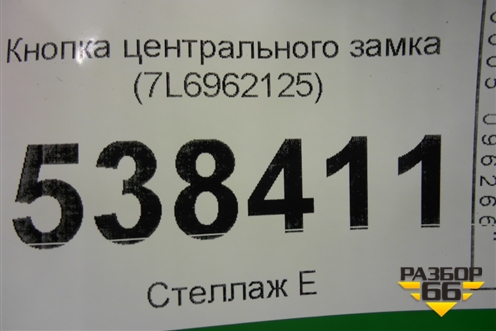 Кнопка центрального замка
(7L6962125)
538411
Стеллаж Е
РАЗБОР
66